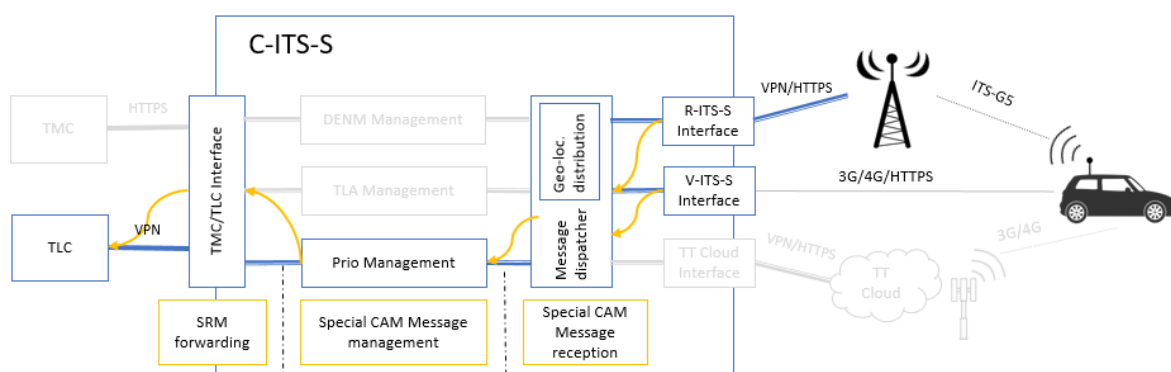 C-ITS-S
TMC
HTTPS
TMC/TLC Interface
DENM Management
Geo-loc.
distribution
Message
dispatcher
R-ITS-S
Interface
VPN/HTTPS
ITS-G5
TLA Management
V-ITS-S
Interface
3G/4G/HTTPS
TLC
VPN
Prio Management
TT Cloud
Interface
VPN/HTTPS
TT
Cloud
3G/4G
SRM
forwarding
Special CAM Message
management
Special CAM
Message
reception